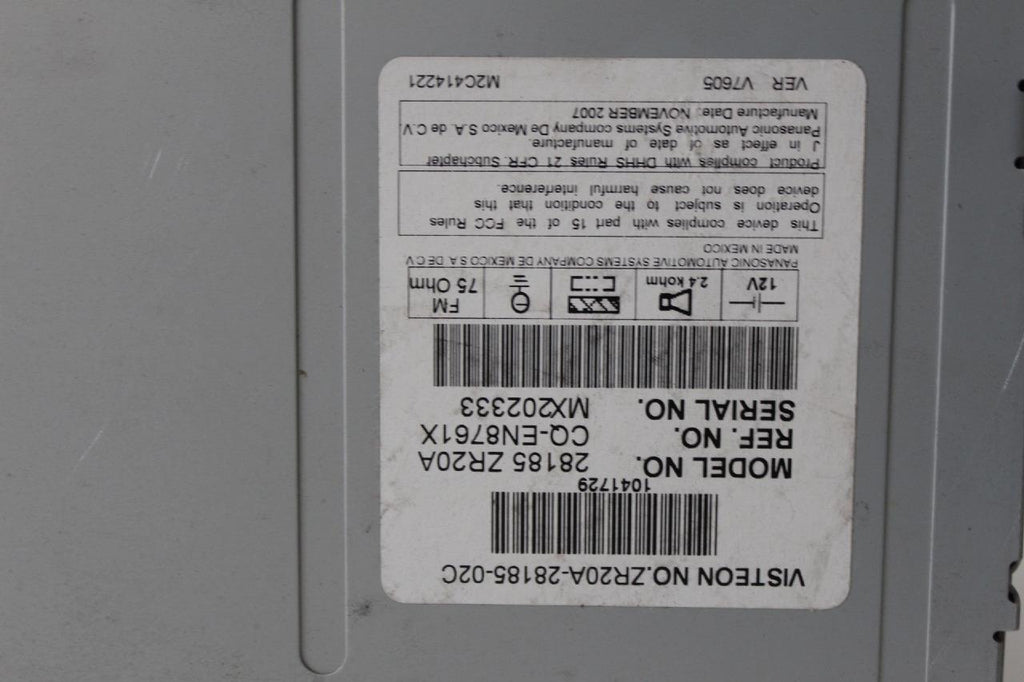 VISTEON NO.ZR20A-28185-02C
1041729
MODEL NO. 28185 ZR20A
REF. NO. CQ-EN8761X
SERIAL NO. MX202333
12V
2.4 kohm
FM
75 Ohm
PANASONIC AUTOMOTIVE SYSTEMS COMPANY DE MEXICO S.A. DE C.V
MADE IN MEXICO
This device complies with part 15 of the FCC Rules
Operation is subject to the condition that this
device does not cause harmful interference.
Product complies with DHHS Rules 21 CFR Subchapter
J in effect as of date of manufacture.
Panasonic Automotive Systems company De Mexico S.A. de C.V.
Manufacture Date: NOVEMBER 2007
VER V7605 M2C414221